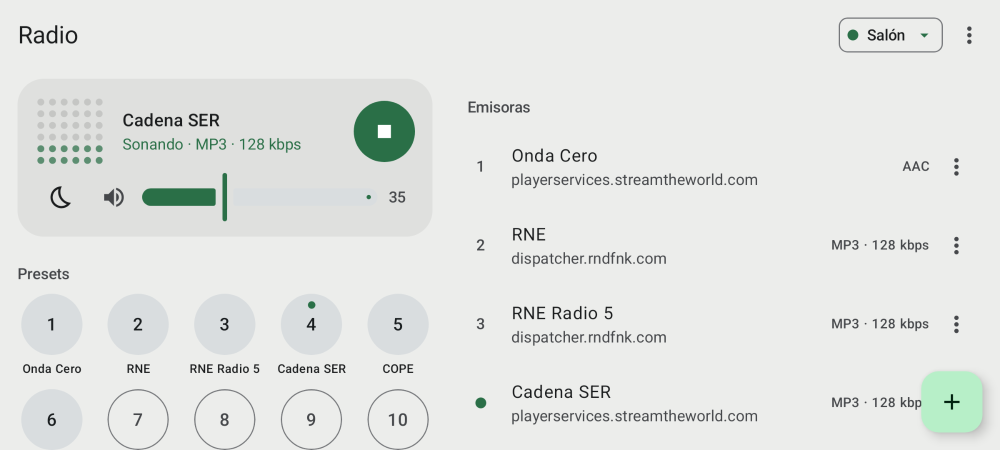 Radio
Salón
Cadena SER
Sonando · MP3 · 128 kbps
35
Presets
1
2
3
4
5
Onda Cero
RNE
RNE Radio 5
Cadena SER
COPE
6
7
8
9
10
Emisoras
1
Onda Cero
playerservices.streamtheworld.com
AAC
2
RNE
dispatcher.rndfnk.com
MP3 · 128 kbps
3
RNE Radio 5
dispatcher.rndfnk.com
MP3 · 128 kbps
Cadena SER
playerservices.streamtheworld.com
MP3 · 128 kbp